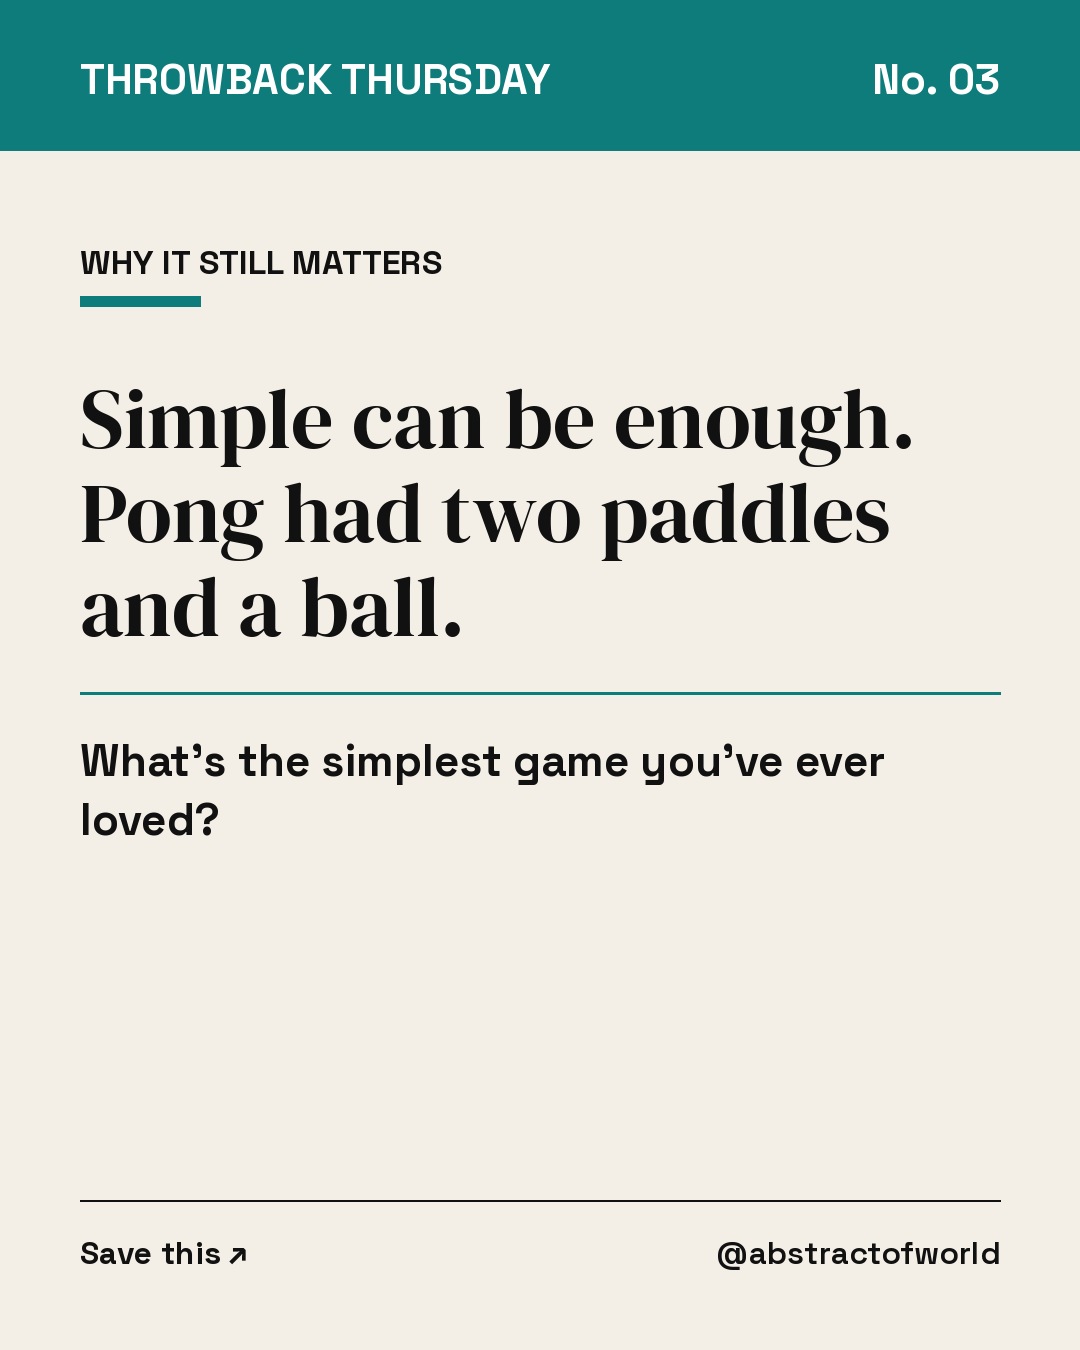 THROWBACK THURSDAY No. 03
WHY IT STILL MATTERS
Simple can be enough.
Pong had two paddles
and a ball.
What’s the simplest game you’ve ever
loved?
Save this ↗ @abstractofworld